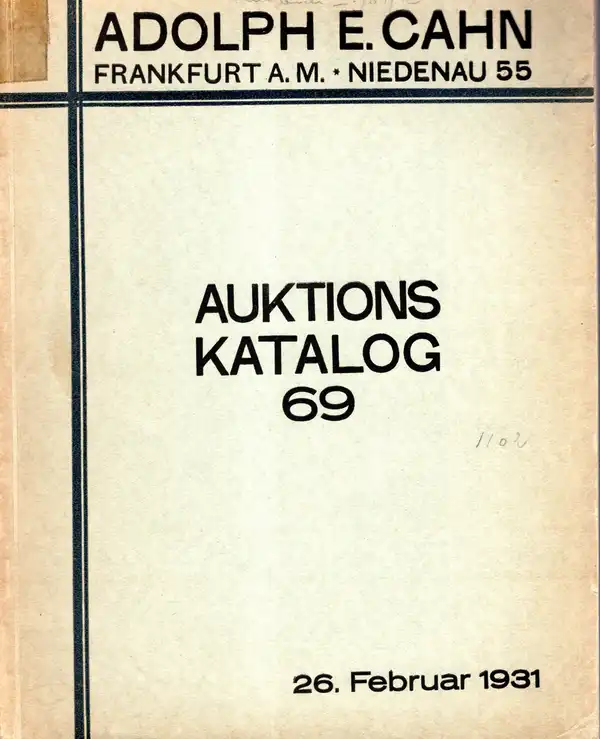 ADOLPH E. CAHN
FRANKFURT A. M. * NIEDENAU 55
AUKTIONS
KATALOG
69
1102
26. Februar 1931